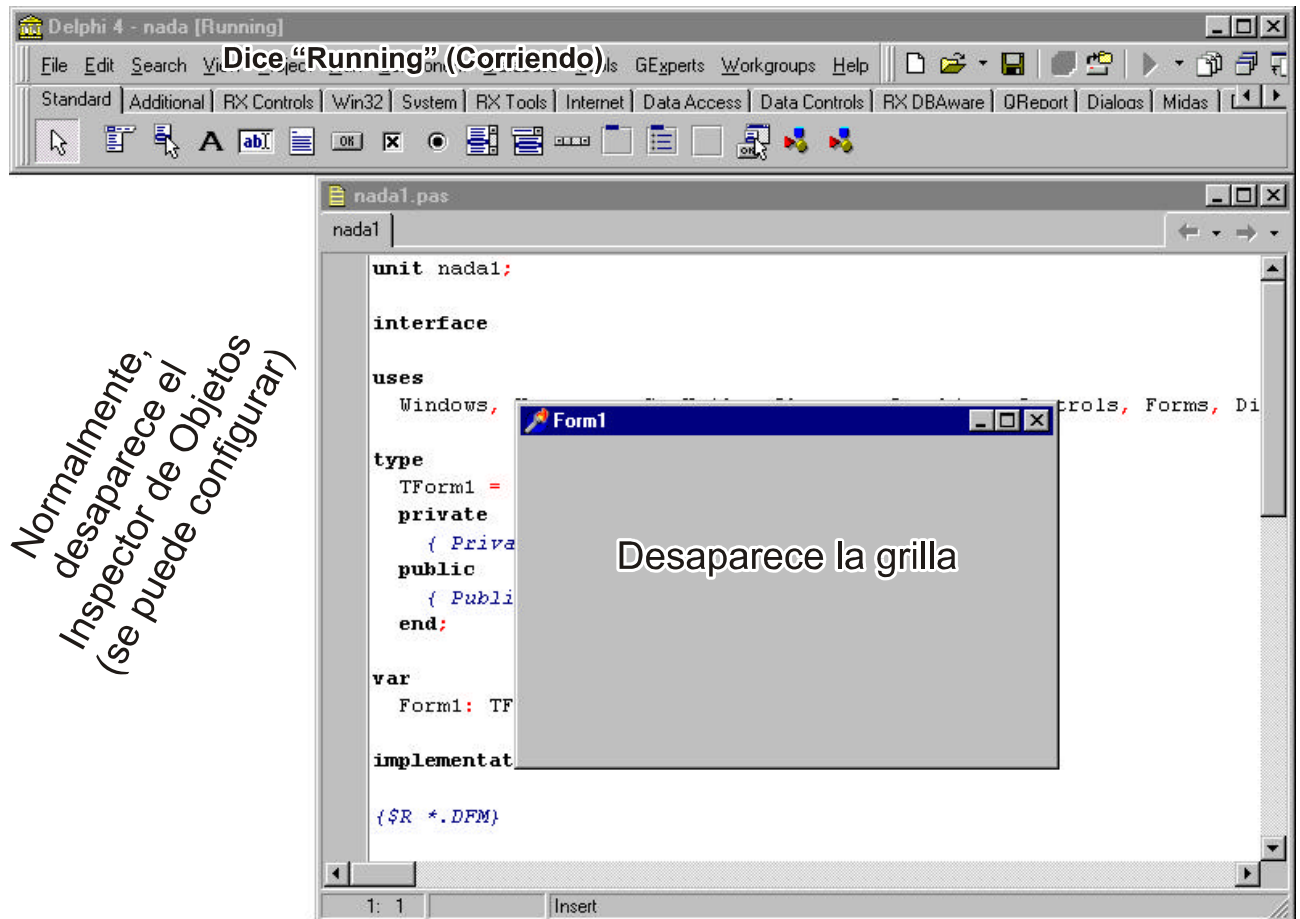 Delphi 4 - nada [Running]
Dice “Running” (Corriendo)
File Edit Search GExperts Workgroups Help
Standard Additional RX Controls Win32 System RX Tools Internet Data Access Data Controls RX DBAware QReport Dialogs Midas
nada1.pas
nada1
unit nada1;
interface
uses
Windows, Forms, Di
type
TForm1 =
private
{ Priva
public
{ Publi
end;
var
Form1: TF
implementat
{$R *.DFM}
1: 1 Insert
Form1
Desaparece la grilla
Normalmente,
desaparece el
Inspector de Objetos
(se puede configurar)